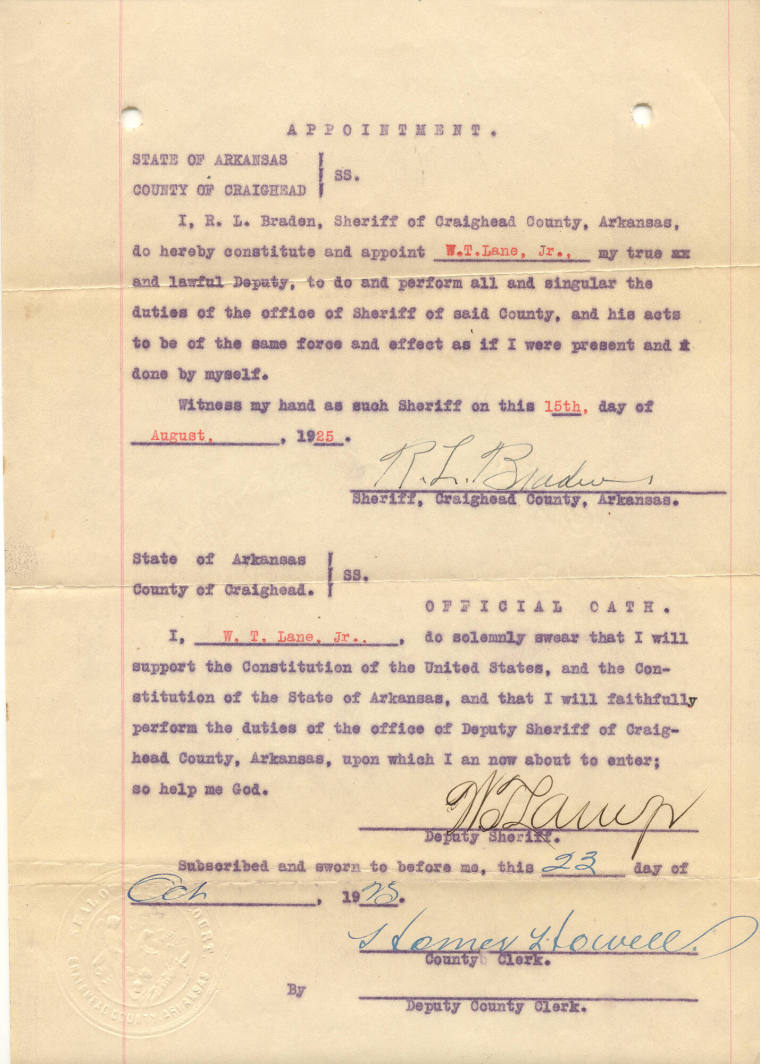 APPOINTMENT.
STATE OF ARKANSAS
SS.
COUNTY OF CRAIGHEAD
I, R. L. Braden, Sheriff of Craighead County, Arkansas,
do hereby constitute and appoint W.T.Lane, Jr., my true xx
and lawful Deputy, to do and perform all and singular the
duties of the office of Sheriff of said County, and his acts
to be of the same force and effect as if I were present and
done by myself.
Witness my hand as such Sheriff on this 15th, day of
August, , 1925.
R. L. Braden
Sheriff, Craighead County, Arkansas.
State of Arkansas
SS.
County of Craighead.
OFFICIAL OATH.
I, W. T. Lane, Jr.. , do solemnly swear that I will
support the Constitution of the United States, and the Con-
stitution of the State of Arkansas, and that I will faithfully
perform the duties of the office of Deputy Sheriff of Craig-
head County, Arkansas, upon which I an now about to enter;
so help me God.
W T Lane Jr
Deputy Sheriff.
Subscribed and sworn to before me, this 23 day of
Oct , 1925.
Homer Howell
County Clerk.
By
Deputy County Clerk.
SEAL O COURT
COUNTY, ARKANSAS